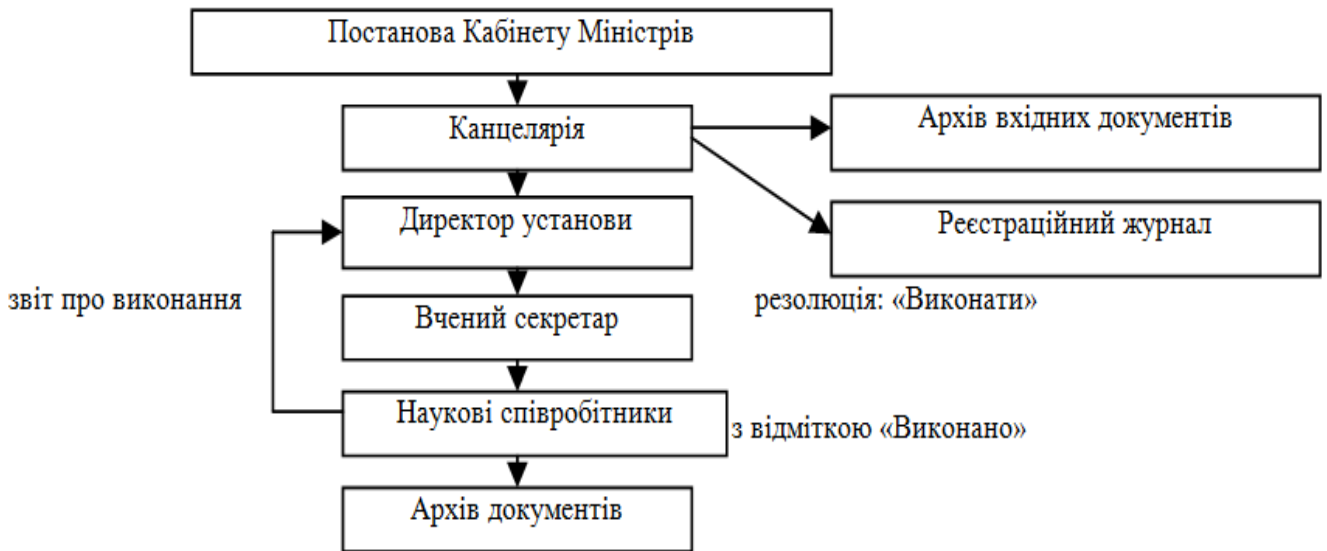 Постанова Кабінету Міністрів
Канцелярія
Архів вхідних документів
Директор установи
Реєстраційний журнал
звіт про виконання
Вчений секретар
резолюція: «Виконати»
Наукові співробітники
з відміткою «Виконано»
Архів документів